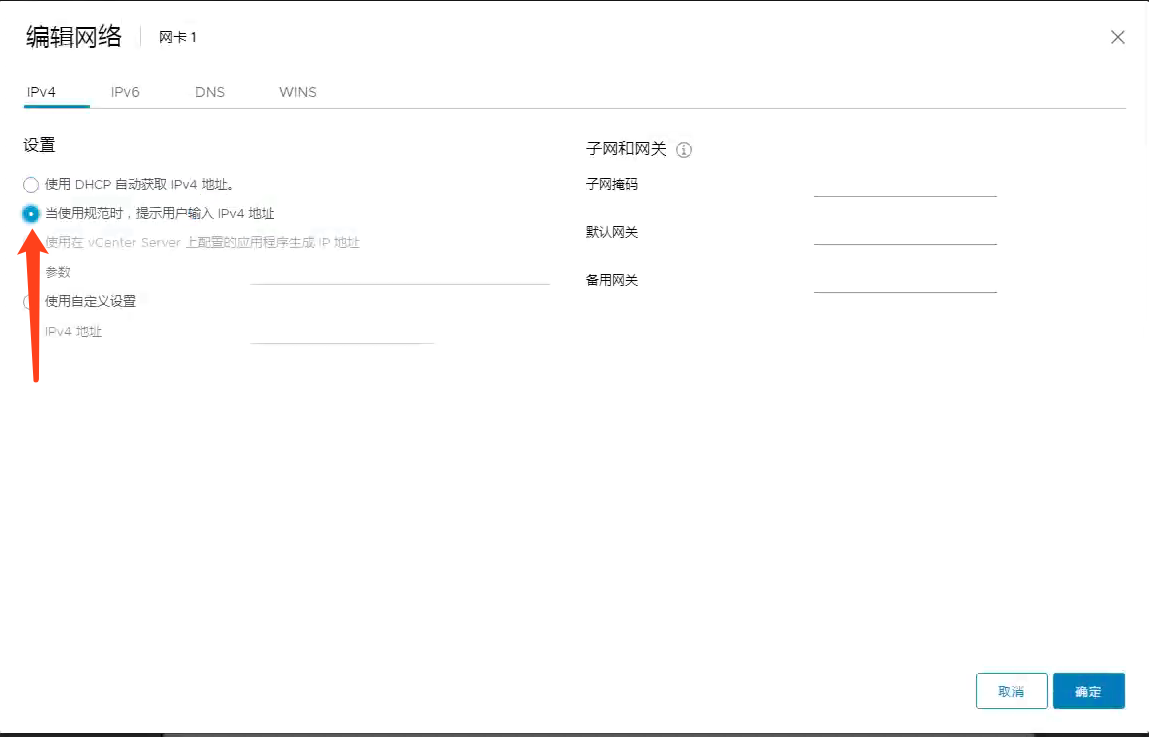 编辑网络 网卡 1
IPv4 IPv6 DNS WINS
设置
使用 DHCP 自动获取 IPv4 地址。
当使用规范时，提示用户输入 IPv4 地址
使用在 vCenter Server 上配置的应用程序生成 IP 地址
参数
使用自定义设置
IPv4 地址
子网和网关
子网掩码
默认网关
备用网关
取消 确定